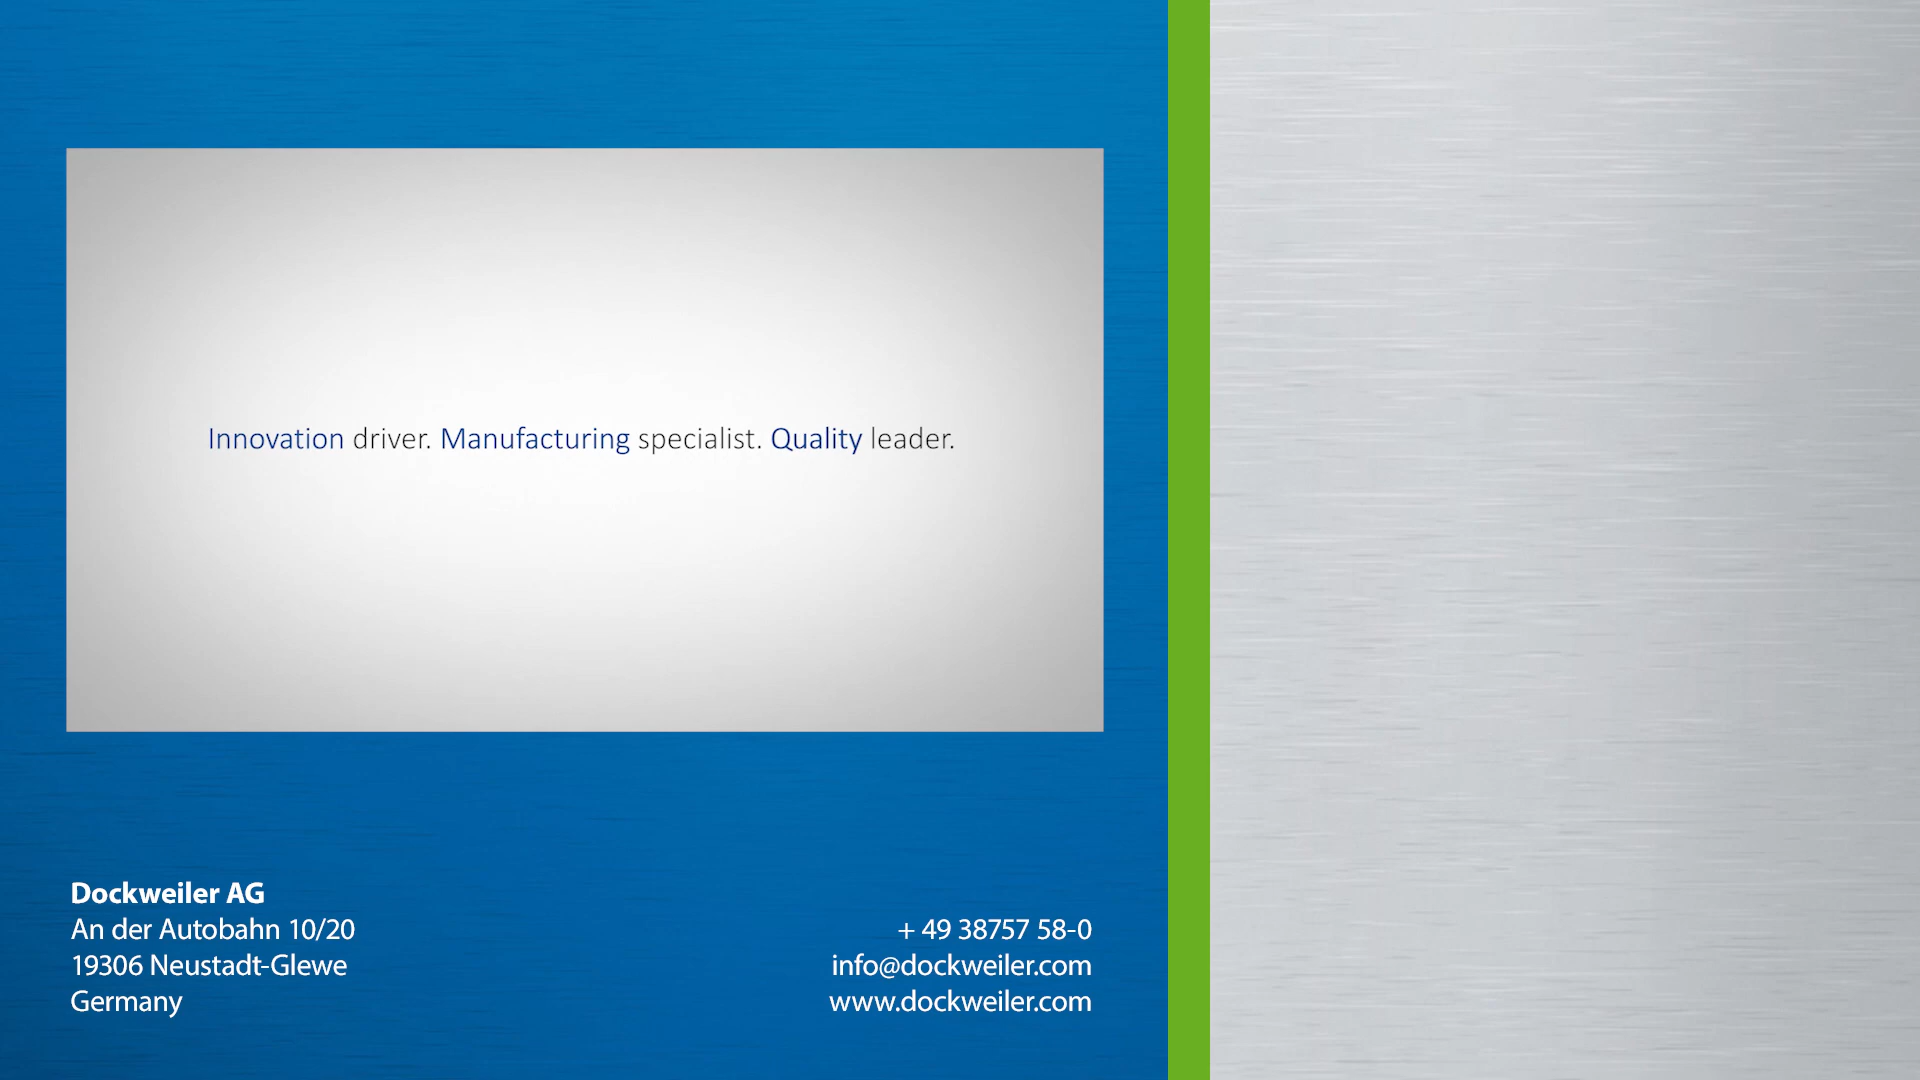 Innovation driver. Manufacturing specialist. Quality leader.
Dockweiler AG
An der Autobahn 10/20
19306 Neustadt-Glewe
Germany
+ 49 38757 58-0
info@dockweiler.com
www.dockweiler.com